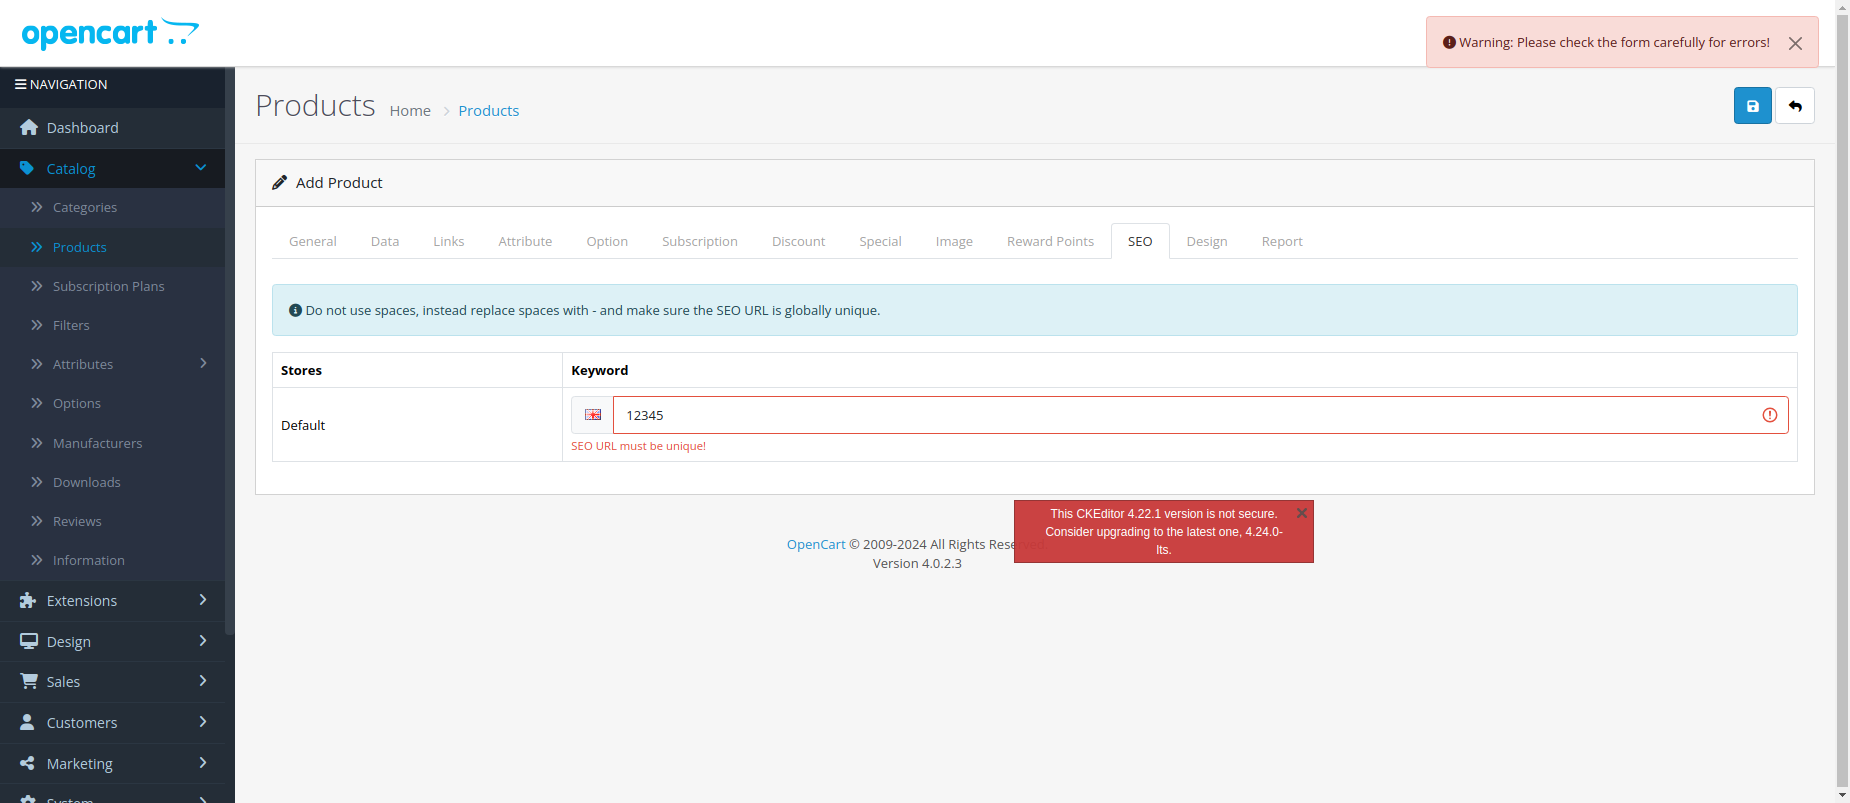 opencart
Warning: Please check the form carefully for errors!
NAVIGATION
Dashboard
Catalog
Categories
Products
Subscription Plans
Filters
Attributes
Options
Manufacturers
Downloads
Reviews
Information
Extensions
Design
Sales
Customers
Marketing
System
Products Home Products
Add Product
General Data Links Attribute Option Subscription Discount Special Image Reward Points SEO Design Report
Do not use spaces, instead replace spaces with - and make sure the SEO URL is globally unique.
Stores Keyword
Default 12345
SEO URL must be unique!
OpenCart © 2009-2024 All Rights Reserved.
Version 4.0.2.3
This CKEditor 4.22.1 version is not secure.
Consider upgrading to the latest one, 4.24.0-
lts.